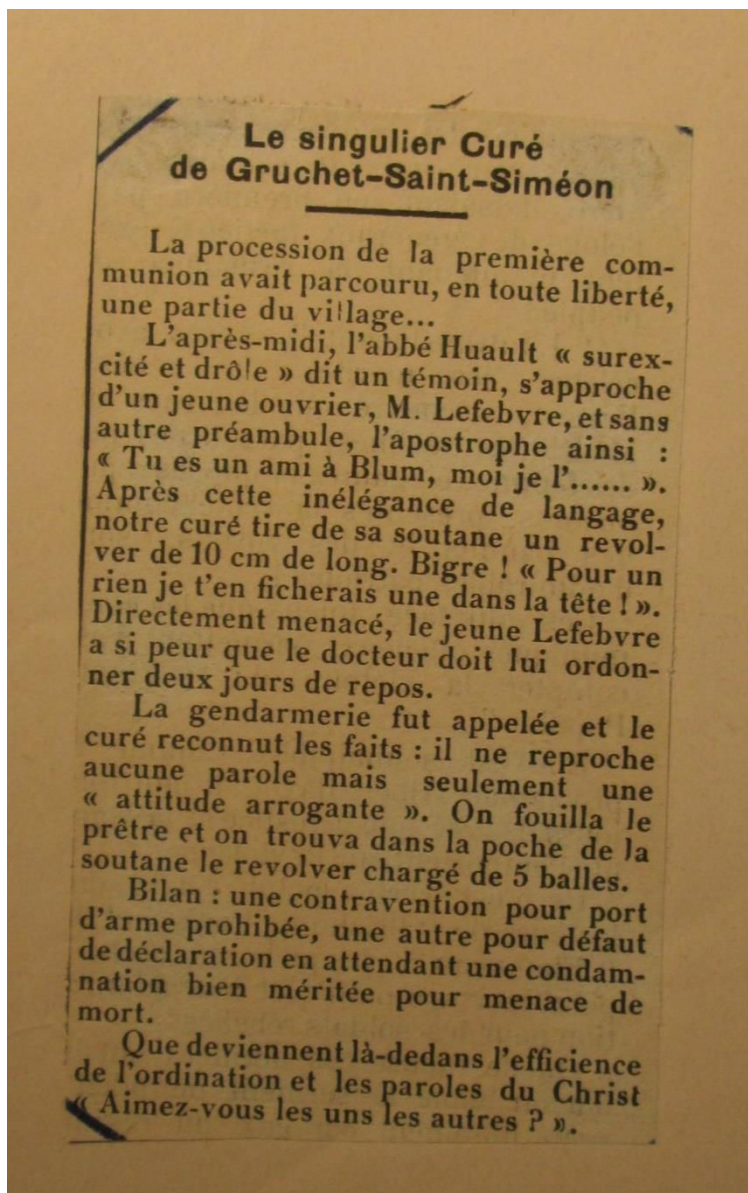 Le singulier Curé
de Gruchet-Saint-Siméon
La procession de la première com-
munion avait parcouru, en toute liberté,
une partie du village...
L'après-midi, l'abbé Huault « surex-
cité et drôle » dit un témoin, s'approche
d'un jeune ouvrier, M. Lefebvre, et sans
autre préambule, l'apostrophe ainsi :
« Tu es un ami à Blum, moi je l'...... ».
Après cette inélégance de langage,
notre curé tire de sa soutane un revol-
ver de 10 cm de long. Bigre ! « Pour un
rien je t'en ficherais une dans la tête ! ».
Directement menacé, le jeune Lefebvre
a si peur que le docteur doit lui ordon-
ner deux jours de repos.
La gendarmerie fut appelée et le
curé reconnut les faits : il ne reproche
aucune parole mais seulement une
« attitude arrogante ». On fouilla le
prêtre et on trouva dans la poche de la
soutane le revolver chargé de 5 balles.
Bilan : une contravention pour port
d'arme prohibée, une autre pour défaut
de déclaration en attendant une condam-
nation bien méritée pour menace de
mort.
Que deviennent là-dedans l'efficience
de l'ordination et les paroles du Christ
« Aimez-vous les uns les autres ? ».